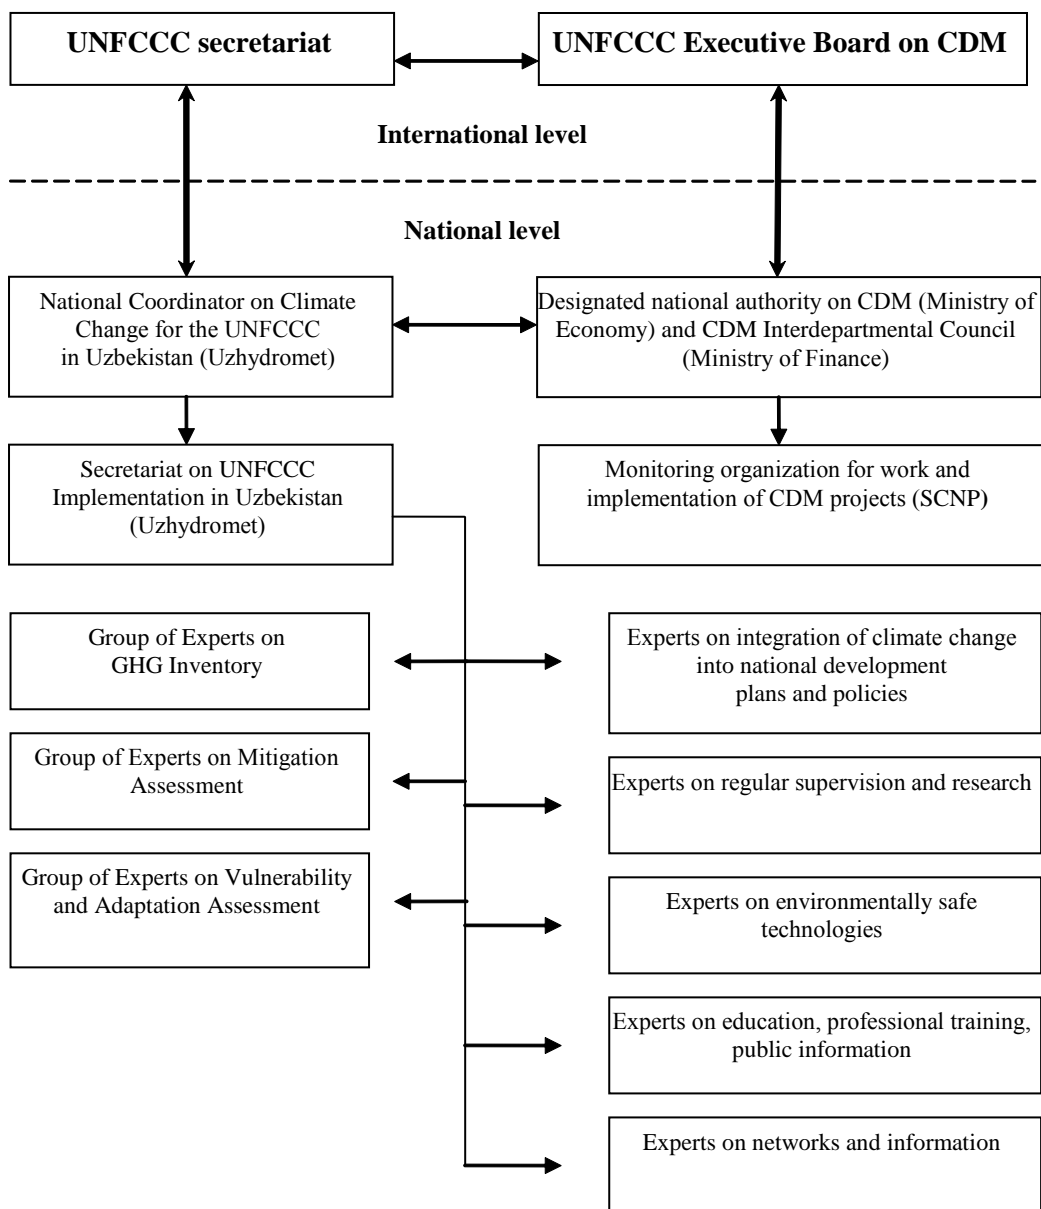 UNFCCC secretariat
UNFCCC Executive Board on CDM
International level
National level
National Coordinator on Climate
Change for the UNFCCC
in Uzbekistan (Uzhydromet)
Designated national authority on CDM (Ministry of
Economy) and CDM Interdepartmental Council
(Ministry of Finance)
Secretariat on UNFCCC
Implementation in Uzbekistan
(Uzhydromet)
Monitoring organization for work and
implementation of CDM projects (SCNP)
Group of Experts on
GHG Inventory
Experts on integration of climate change
into national development
plans and policies
Group of Experts on Mitigation
Assessment
Experts on regular supervision and research
Group of Experts on Vulnerability
and Adaptation Assessment
Experts on environmentally safe
technologies
Experts on education, professional training,
public information
Experts on networks and information